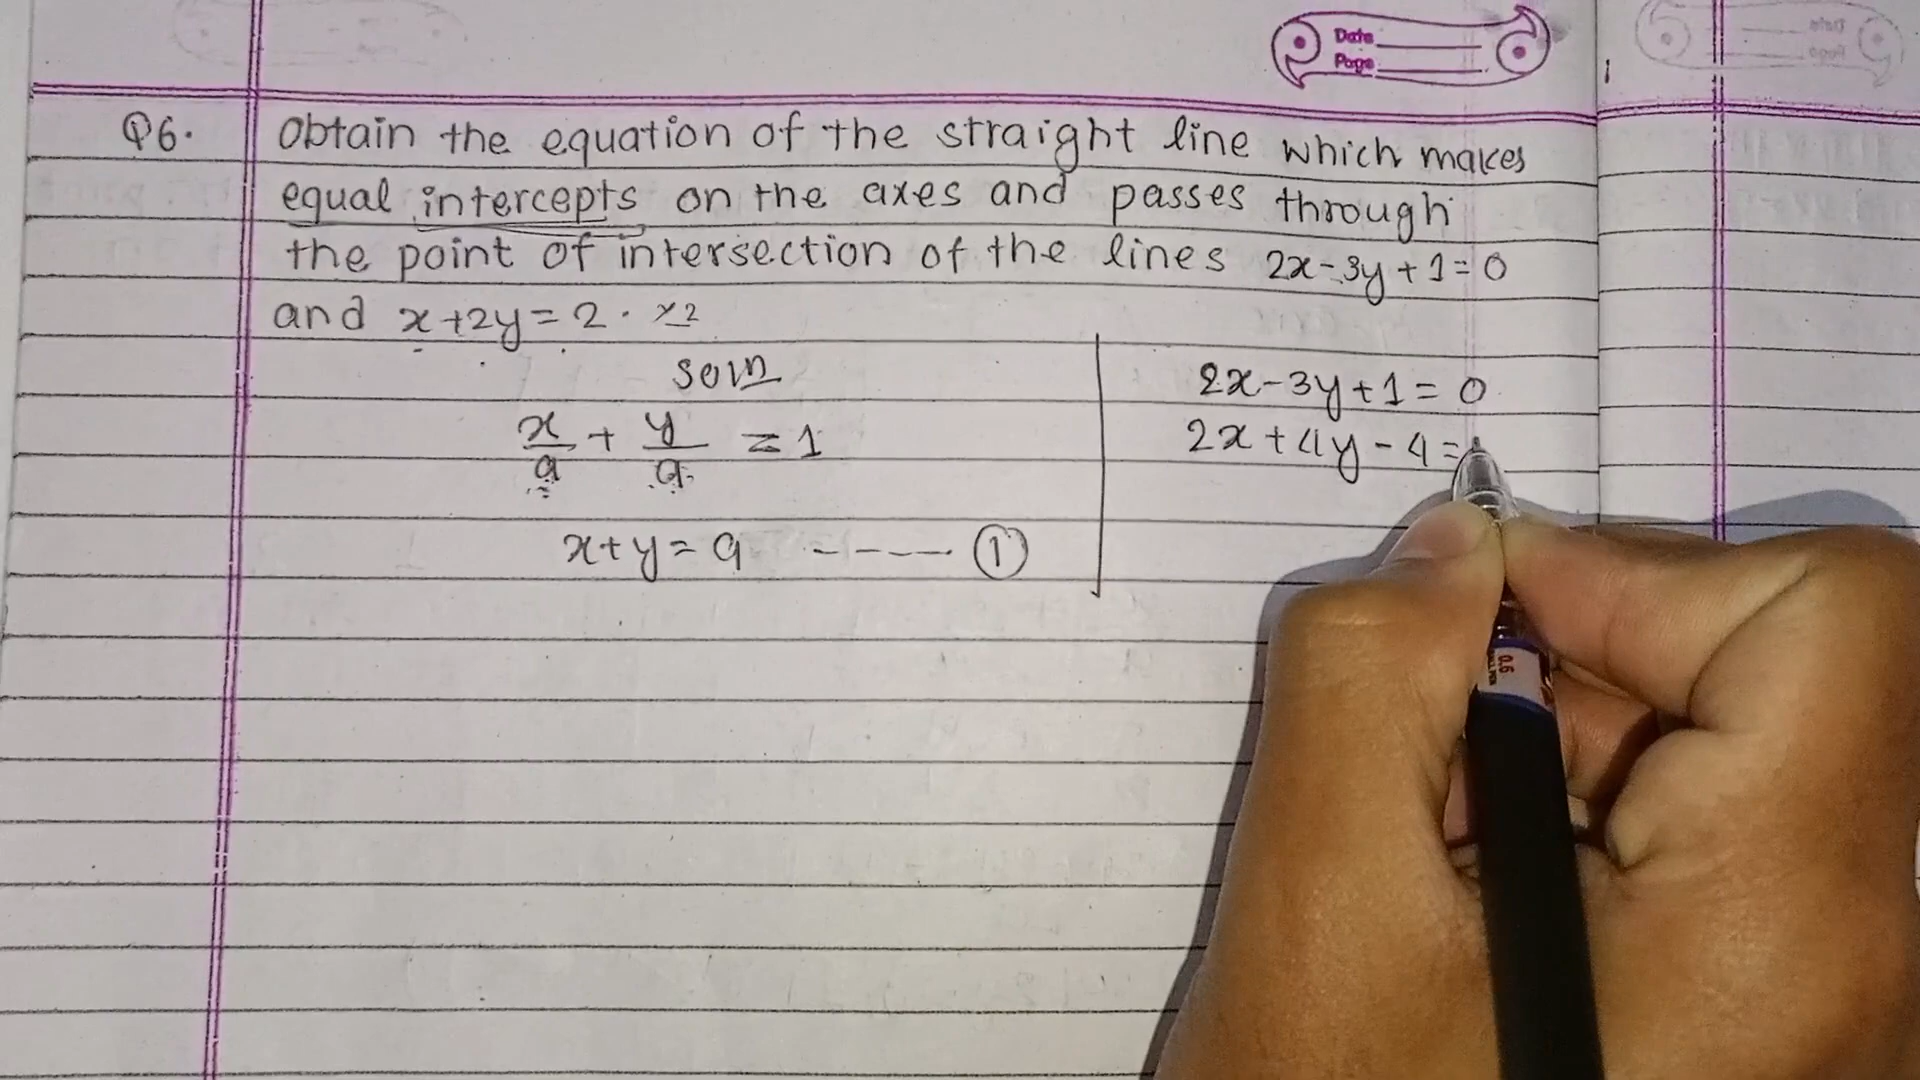 Date
Page
Q6. Obtain the equation of the straight line which makes
equal intercepts on the axes and passes through
the point of intersection of the lines 2x-3y+1=0
and x+2y=2. ×2
Soln
x/a + y/a = 1
x+y=a ------ ①
2x-3y+1=0
2x+4y-4=
0.6